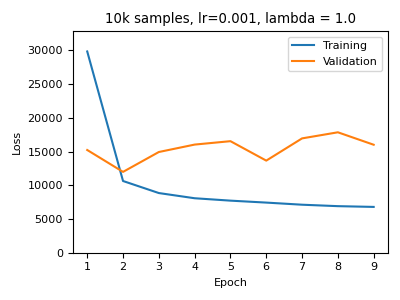 10k samples, lr=0.001, lambda = 1.0
Training
Validation
30000
25000
20000
15000
10000
5000
0
Loss
1 2 3 4 5 6 7 8 9
Epoch